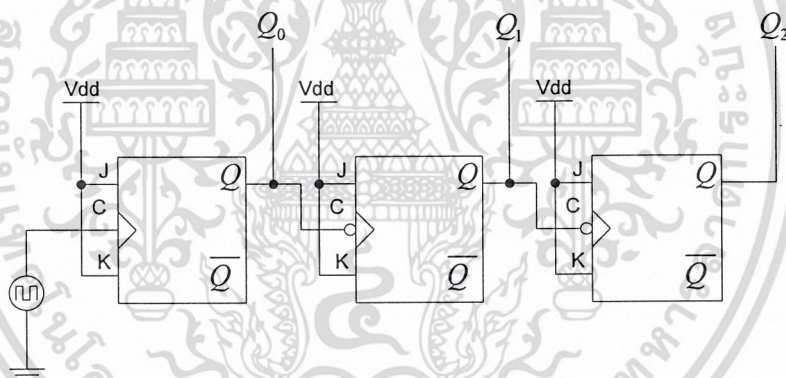 Q₀ Q₁ Q₂
Vdd Vdd Vdd
J Q J Q J Q
C C C
K Q̅ K Q̅ K Q̅